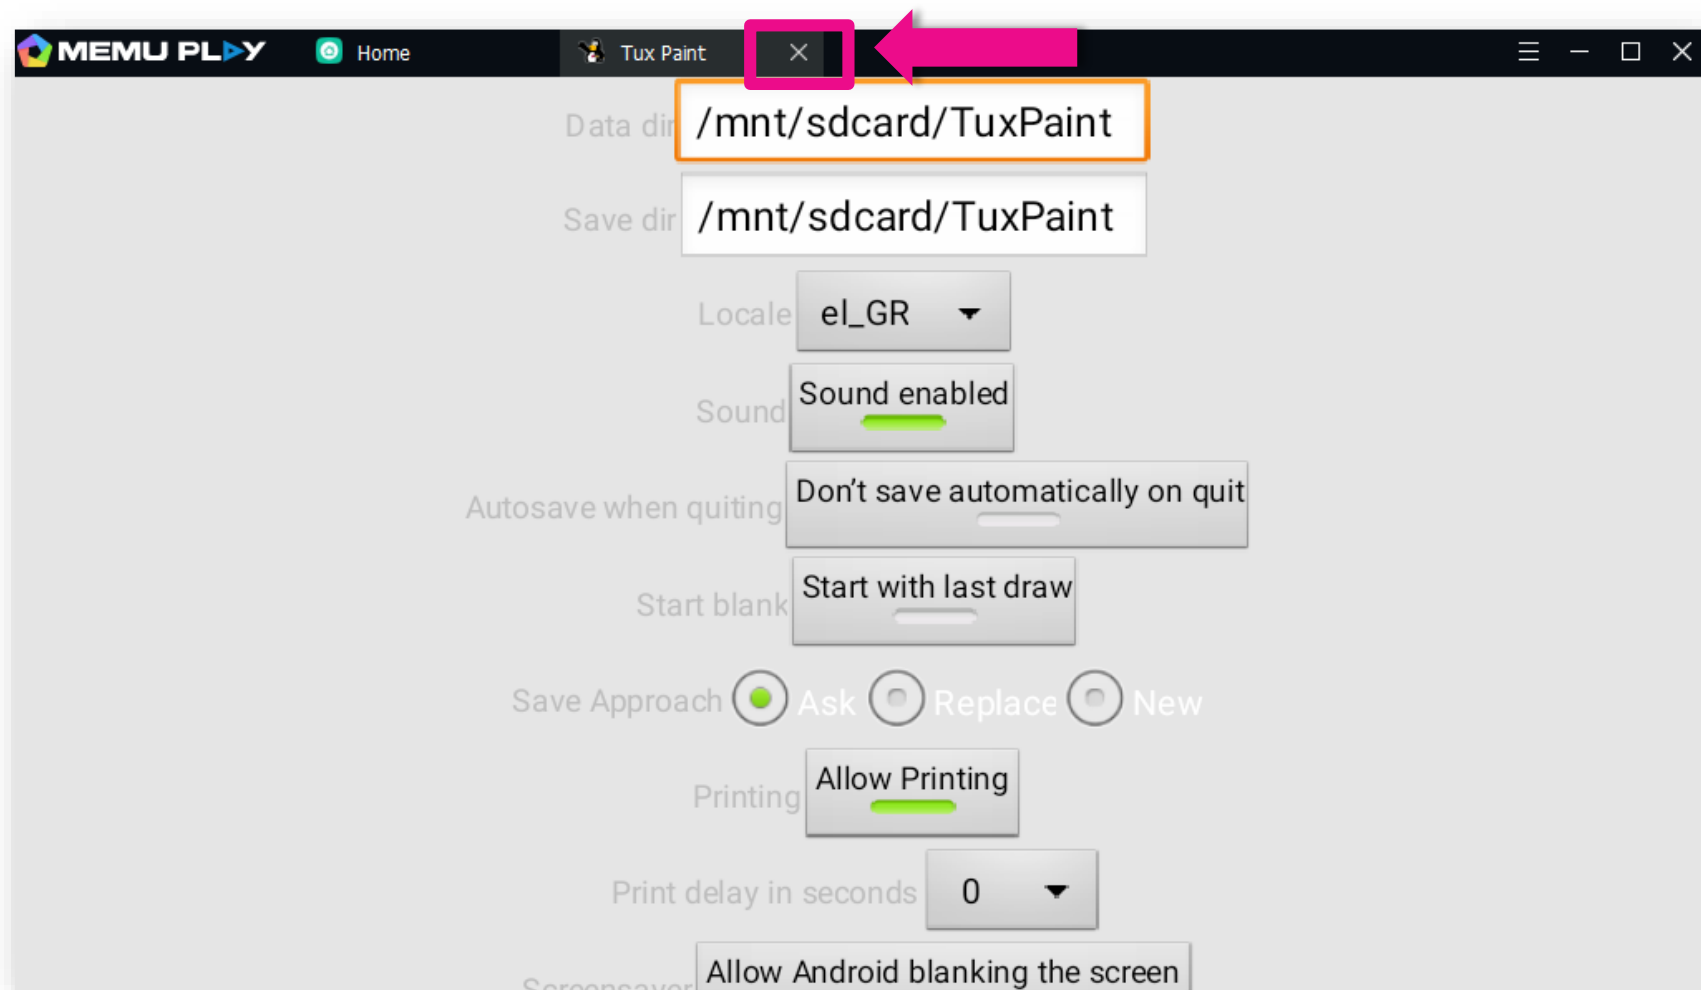 MEMU PLAY Home Tux Paint
Data dir /mnt/sdcard/TuxPaint
Save dir /mnt/sdcard/TuxPaint
Locale el_GR
Sound Sound enabled
Autosave when quiting Don't save automatically on quit
Start blank Start with last draw
Save Approach Ask Replace New
Printing Allow Printing
Print delay in seconds 0
Screensaver Allow Android blanking the screen